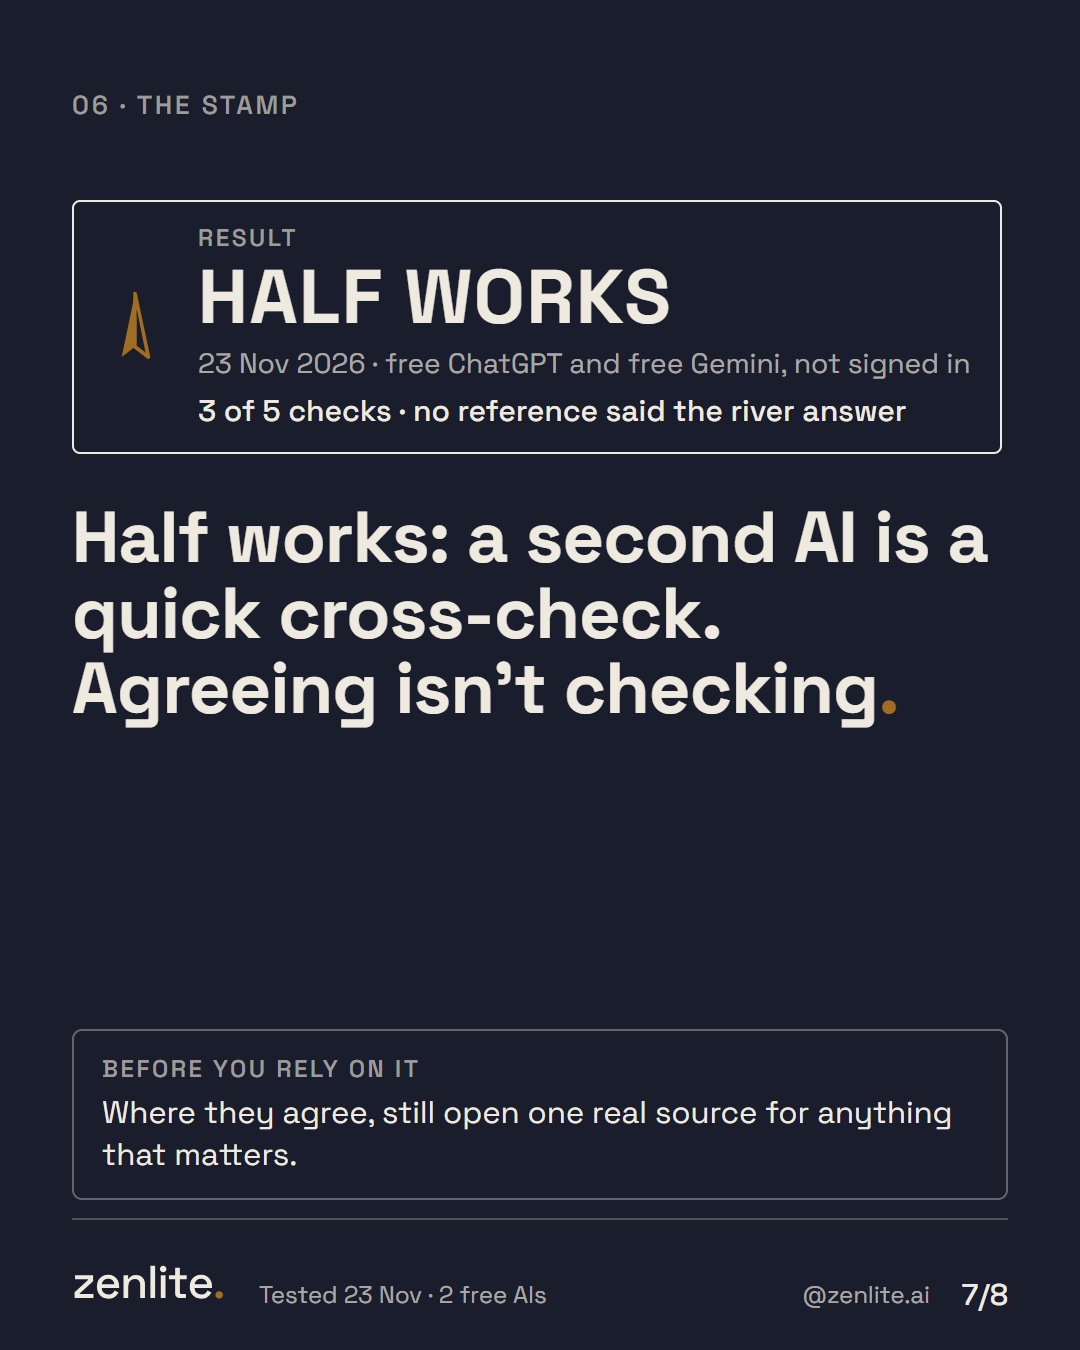 06 · THE STAMP
RESULT
HALF WORKS
23 Nov 2026 · free ChatGPT and free Gemini, not signed in
3 of 5 checks · no reference said the river answer
Half works: a second AI is a
quick cross-check.
Agreeing isn’t checking.
BEFORE YOU RELY ON IT
Where they agree, still open one real source for anything
that matters.
zenlite.
Tested 23 Nov · 2 free AIs
@zenlite.ai
7/8